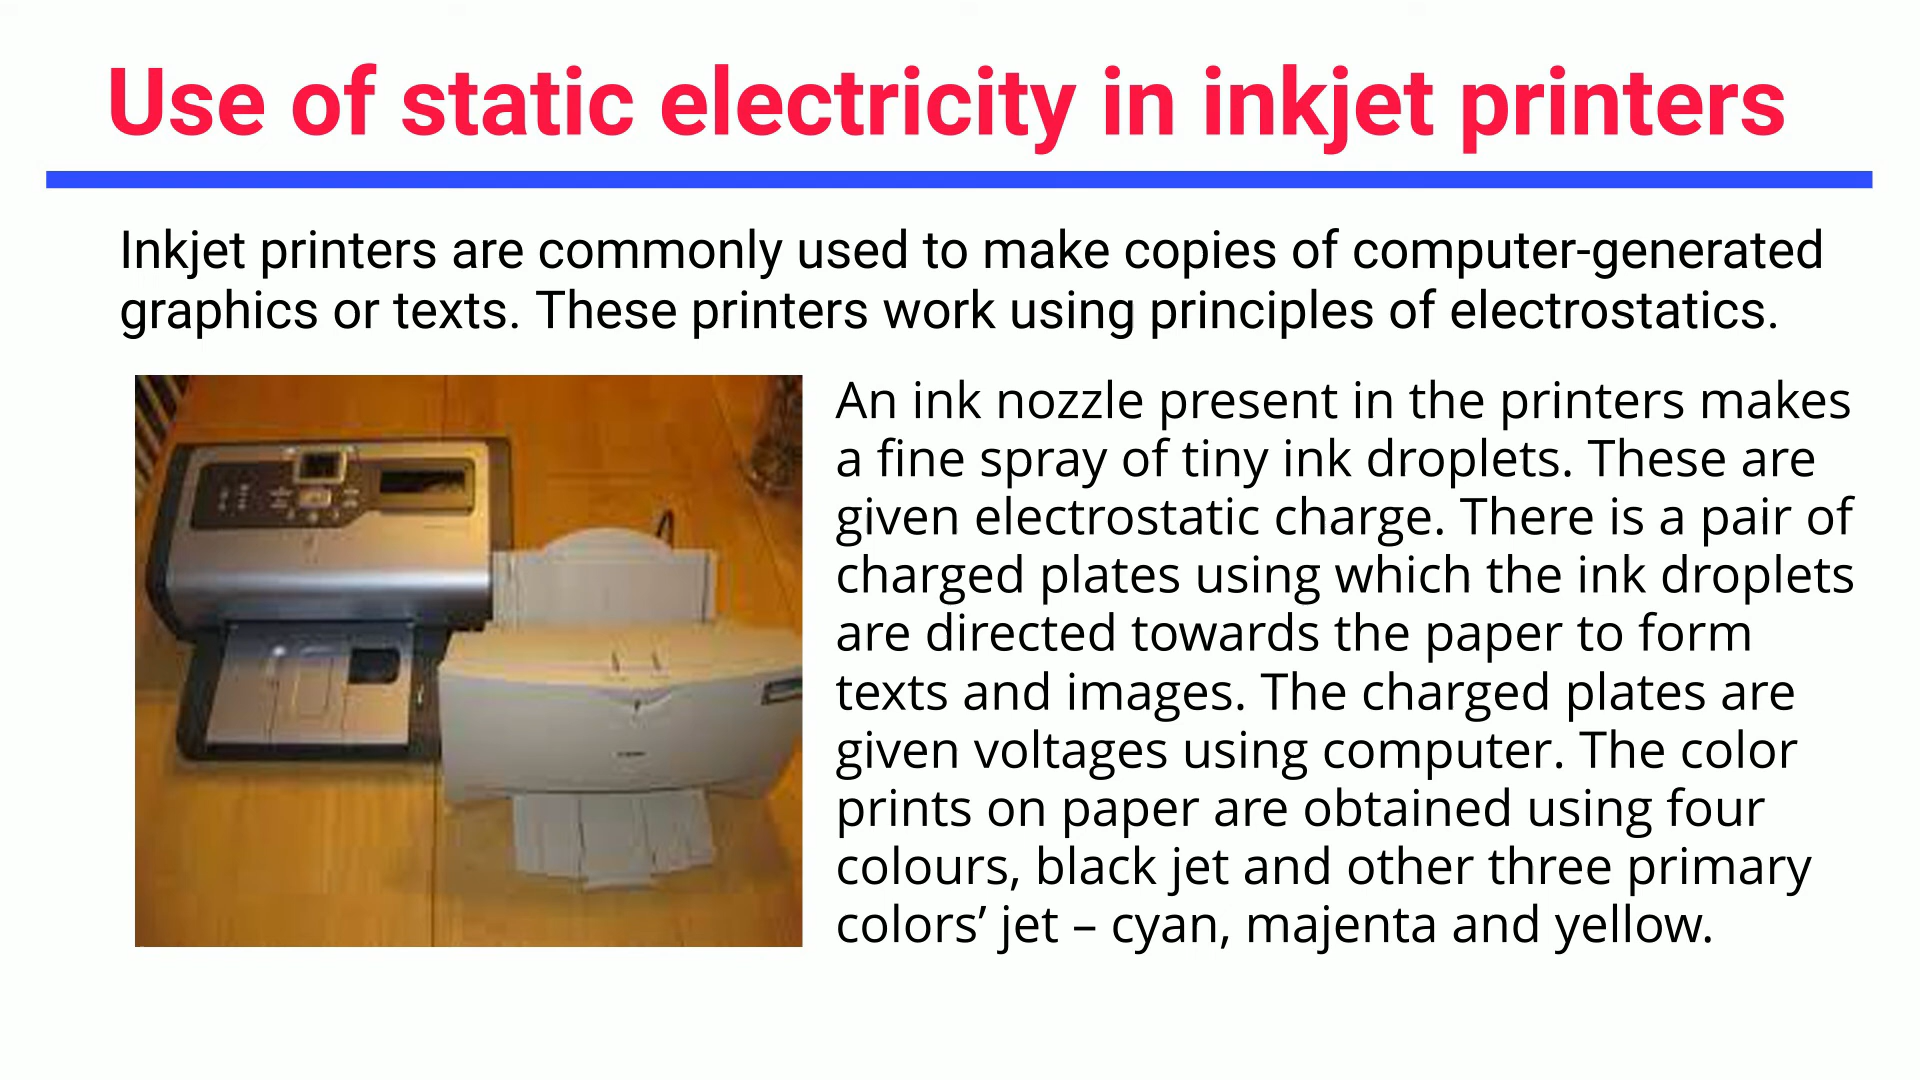 Use of static electricity in inkjet printers
Inkjet printers are commonly used to make copies of computer-generated
graphics or texts. These printers work using principles of electrostatics.
An ink nozzle present in the printers makes
a fine spray of tiny ink droplets. These are
given electrostatic charge. There is a pair of
charged plates using which the ink droplets
are directed towards the paper to form
texts and images. The charged plates are
given voltages using computer. The color
prints on paper are obtained using four
colours, black jet and other three primary
colors’ jet – cyan, majenta and yellow.